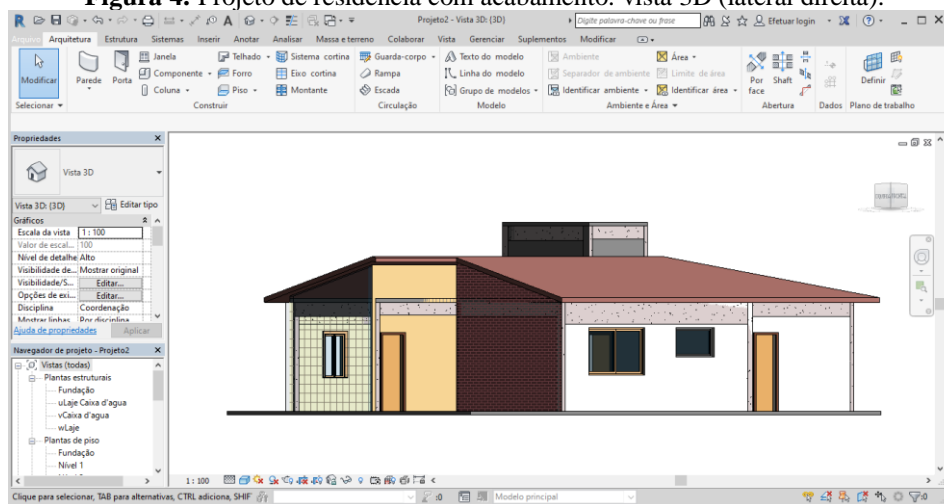 Figura 4. Projeto de residência com acabamento: vista 3D (lateral direita).
Projeto2 - Vista 3D: {3D}
Digite palavra-chave ou frase
Efetuar login
Arquivo Arquitetura Estrutura Sistemas Inserir Anotar Analisar Massa e terreno Colaborar Vista Gerenciar Suplementos Modificar
Janela Telhado Sistema cortina Guarda-corpo Texto do modelo Ambiente Área
Modificar Parede Porta Componente Forro Eixo cortina Rampa Linha do modelo Separador de ambiente Limite de área Por face Shaft Definir
Coluna Piso Montante Escada Grupo de modelos Identificar ambiente Identificar área
Selecionar Construir Circulação Modelo Ambiente e Área Abertura Dados Plano de trabalho
Propriedades
Vista 3D
Vista 3D: {3D} Editar tipo
Gráficos
Escala da vista 1 : 100
Valor de escal... 100
Nível de detalhe Alto
Visibilidade de... Mostrar original
Visibilidade/S... Editar...
Opções de exi... Editar...
Disciplina Coordenação
Mostrar linhas Por disciplina
Ajuda de propriedades Aplicar
Navegador de projeto - Projeto2
Vistas (todas)
Plantas estruturais
Fundação
uLaje Caixa d'agua
vCaixa d'agua
wLaje
Plantas de piso
Fundação
Nível 1
1 : 100
Clique para selecionar, TAB para alternativas, CTRL adiciona, SHIF
:0
Modelo principal